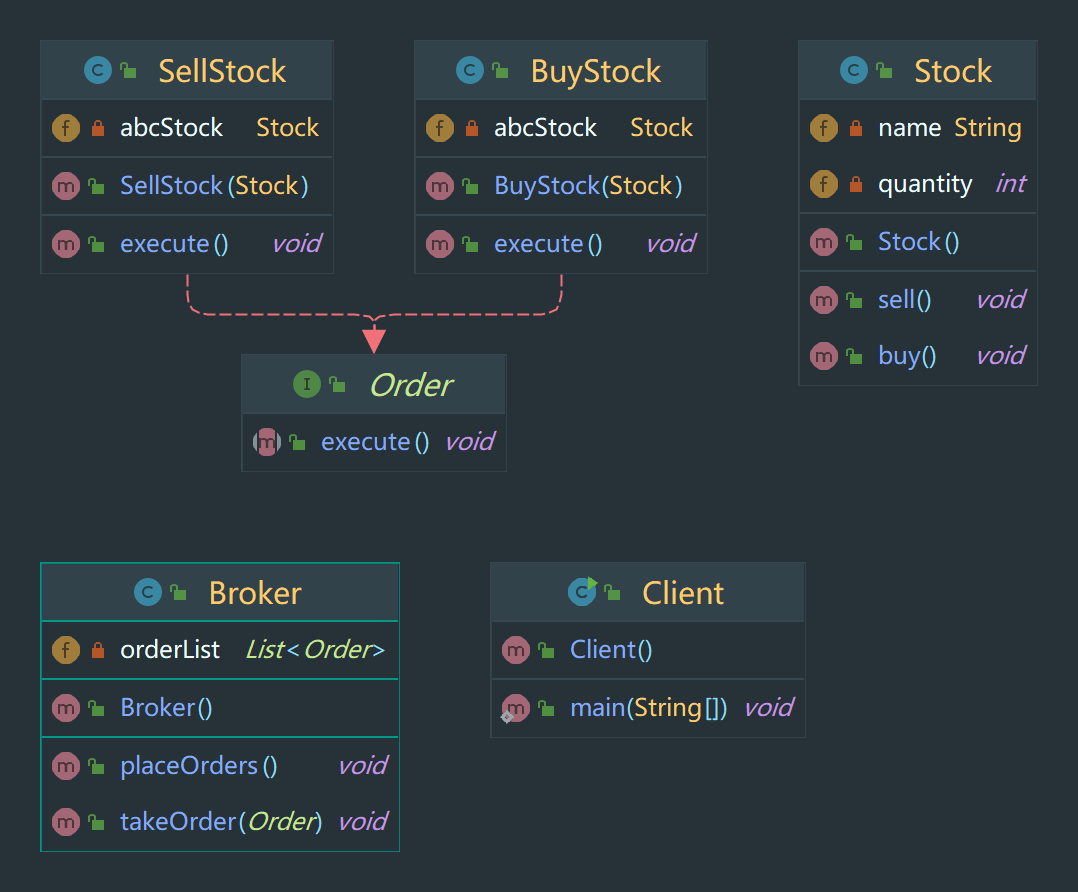 C SellStock
f abcStock Stock
m SellStock(Stock)
m execute() void
C BuyStock
f abcStock Stock
m BuyStock(Stock)
m execute() void
C Stock
f name String
f quantity int
m Stock()
m sell() void
m buy() void
I Order
m execute() void
C Broker
f orderList List<Order>
m Broker()
m placeOrders() void
m takeOrder(Order) void
C Client
m Client()
m main(String[]) void